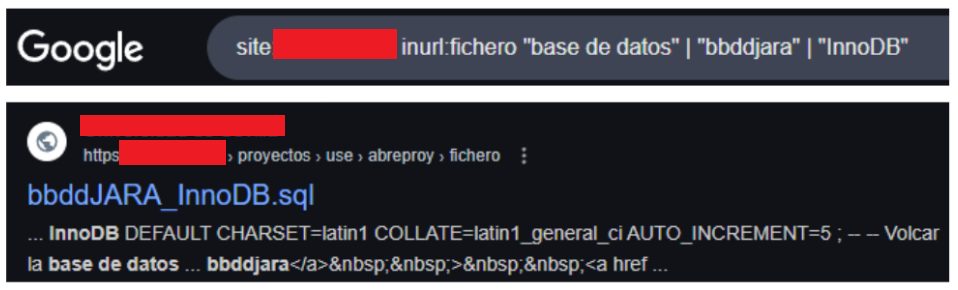 Google
site: inurl:fichero "base de datos" | "bbddjara" | "InnoDB"
https › proyectos › use › abreproy › fichero
bbddJARA_InnoDB.sql
... InnoDB DEFAULT CHARSET=latin1 COLLATE=latin1_general_ci AUTO_INCREMENT=5 ; -- -- Volcar
la base de datos ... bbddjara</a>&nbsp;&nbsp;>&nbsp;&nbsp;<a href ...